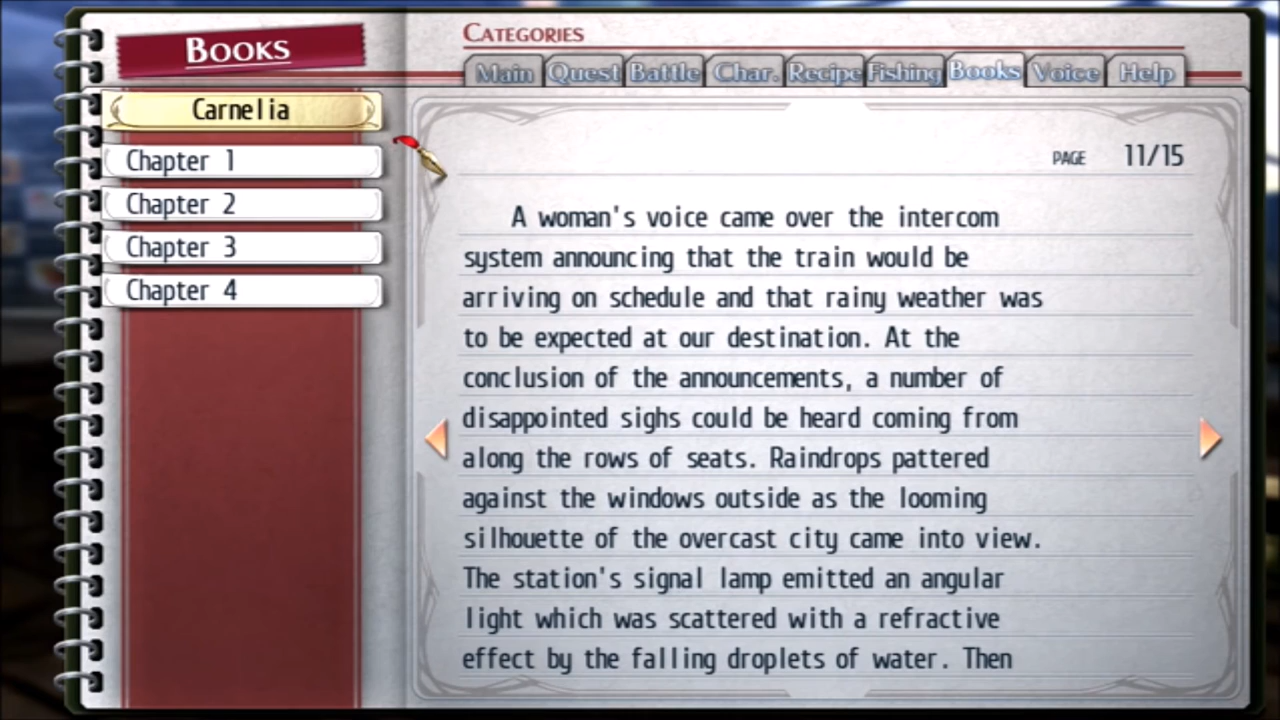 BOOKS
CATEGORIES
Main Quest Battle Char. Recipe Fishing Books Voice Help
Carnelia
Chapter 1
Chapter 2
Chapter 3
Chapter 4
PAGE 11/15
A woman's voice came over the intercom
system announcing that the train would be
arriving on schedule and that rainy weather was
to be expected at our destination. At the
conclusion of the announcements, a number of
disappointed sighs could be heard coming from
along the rows of seats. Raindrops pattered
against the windows outside as the looming
silhouette of the overcast city came into view.
The station's signal lamp emitted an angular
light which was scattered with a refractive
effect by the falling droplets of water. Then